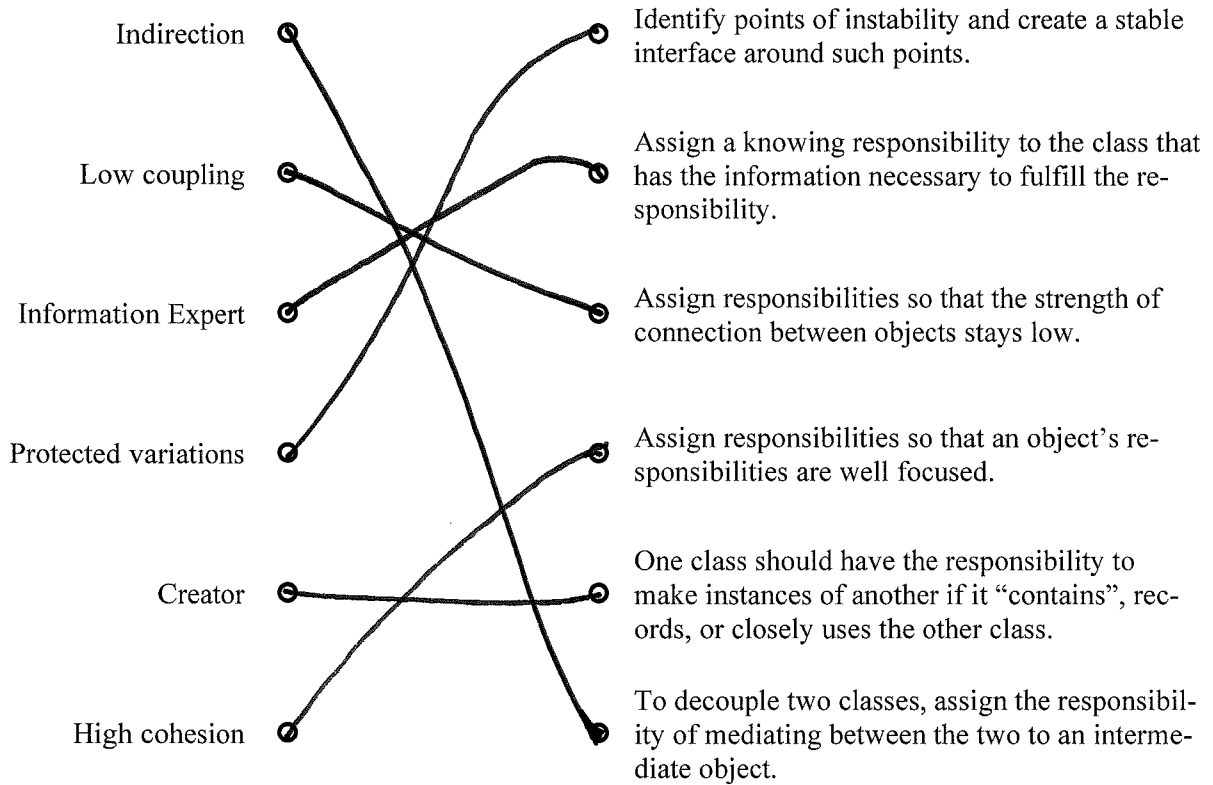 Indirection
Identify points of instability and create a stable
interface around such points.
Low coupling
Assign a knowing responsibility to the class that
has the information necessary to fulfill the re-
sponsibility.
Information Expert
Assign responsibilities so that the strength of
connection between objects stays low.
Protected variations
Assign responsibilities so that an object’s re-
sponsibilities are well focused.
Creator
One class should have the responsibility to
make instances of another if it “contains”, rec-
ords, or closely uses the other class.
High cohesion
To decouple two classes, assign the responsibil-
ity of mediating between the two to an interme-
diate object.